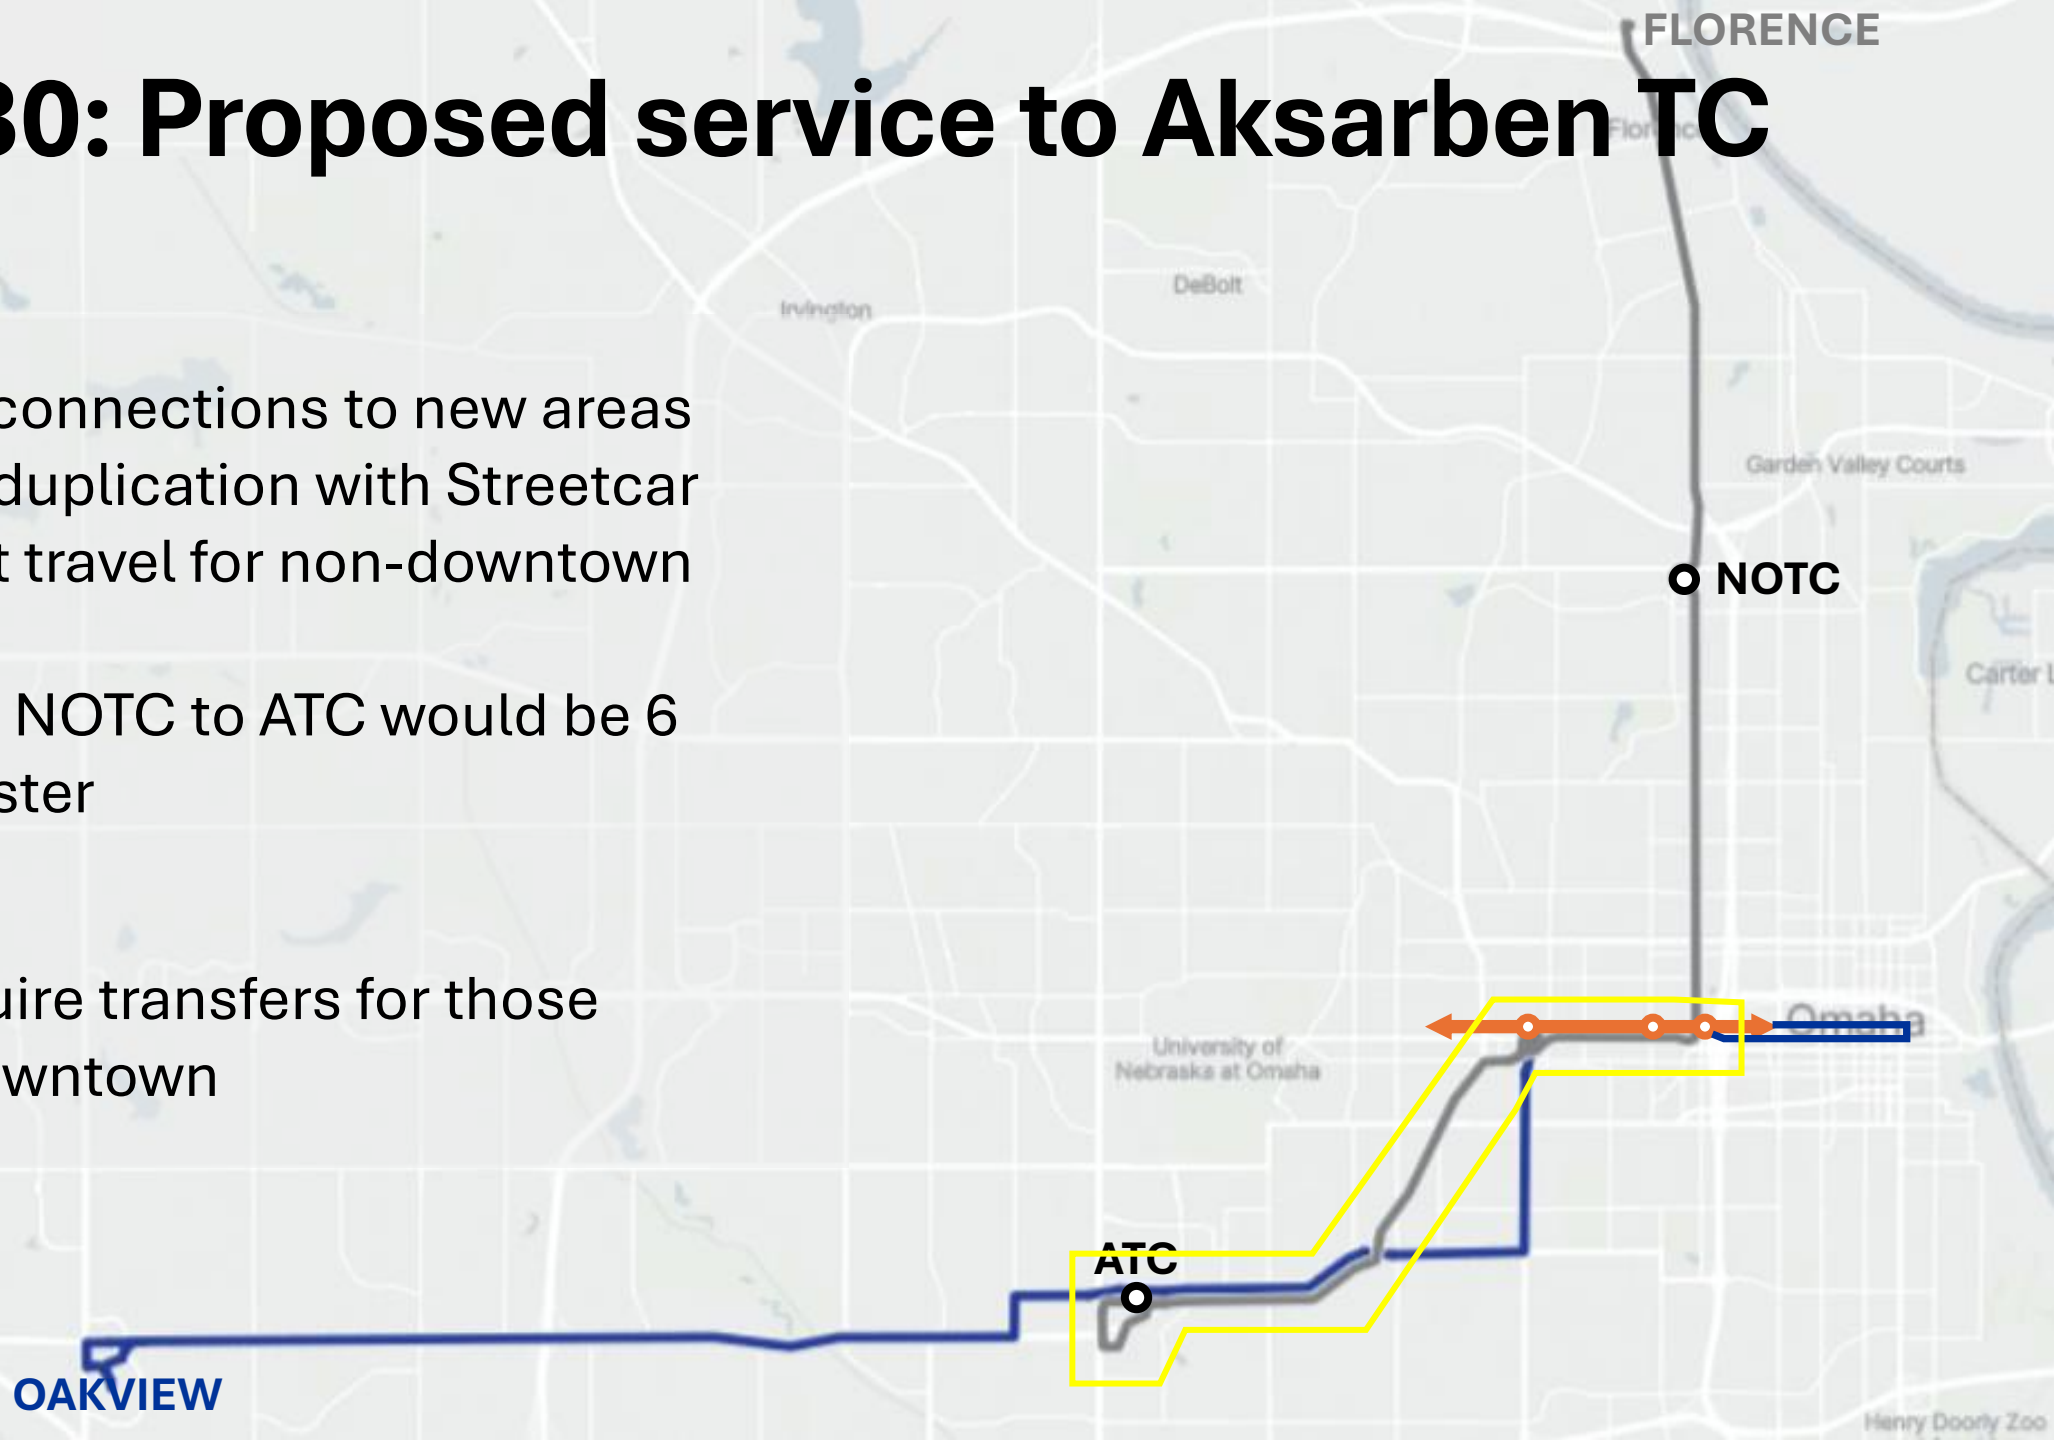 FLORENCE
30: Proposed service to Aksarben TC
Florence
DeBolt
Irvington
connections to new areas
duplication with Streetcar
Garden Valley Courts
t travel for non-downtown
NOTC
Carter L
NOTC to ATC would be 6
ster
uire transfers for those
Omaha
University of
Nebraska at Omaha
wntown
ATC
OAKVIEW
Henry Doorly Zoo